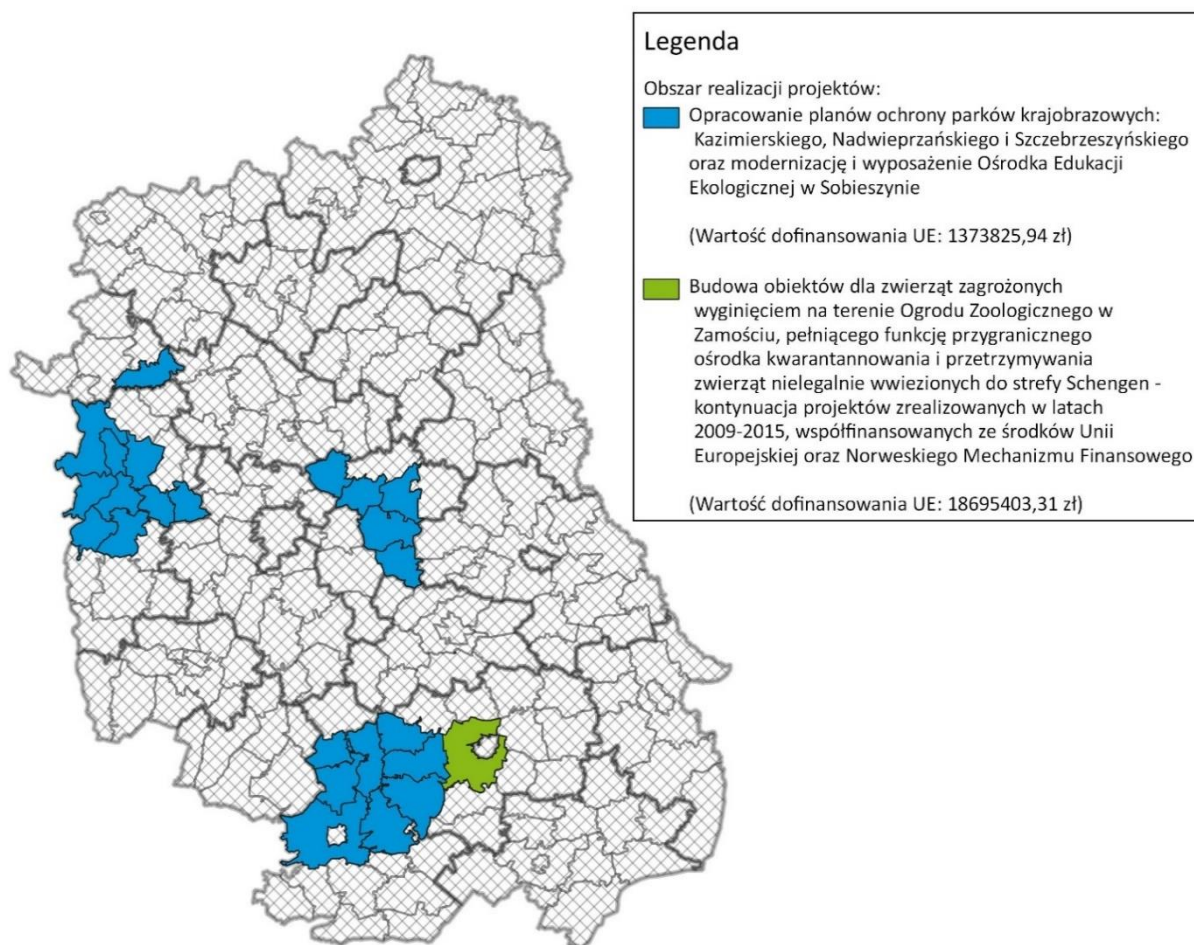 Legenda
Obszar realizacji projektów:
Opracowanie planów ochrony parków krajobrazowych:
Kazimierskiego, Nadwieprzańskiego i Szczebrzeszyńskiego
oraz modernizację i wyposażenie Ośrodka Edukacji
Ekologicznej w Sobieszynie
(Wartość dofinansowania UE: 1373825,94 zł)
Budowa obiektów dla zwierząt zagrożonych
wyginięciem na terenie Ogrodu Zoologicznego w
Zamościu, pełniącego funkcję przygranicznego
ośrodka kwarantannowania i przetrzymywania
zwierząt nielegalnie wwiezionych do strefy Schengen -
kontynuacja projektów zrealizowanych w latach
2009-2015, współfinansowanych ze środków Unii
Europejskiej oraz Norweskiego Mechanizmu Finansowego
(Wartość dofinansowania UE: 18695403,31 zł)